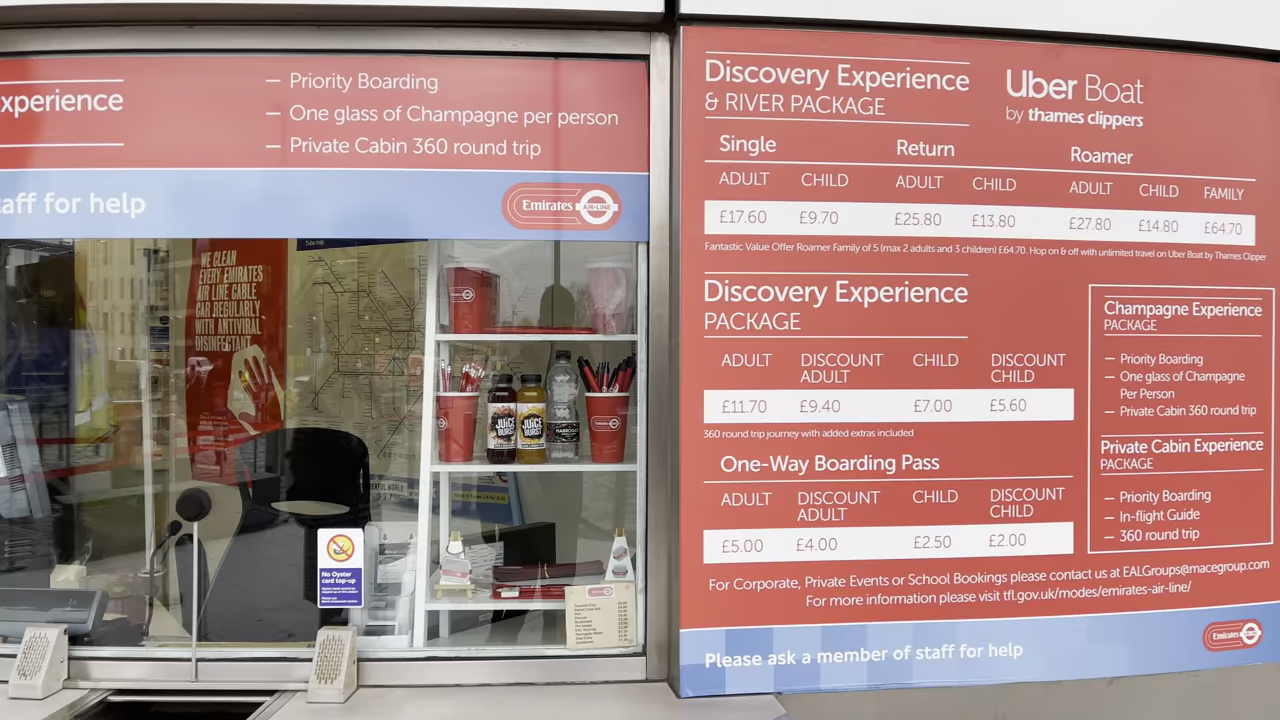 xperience
— Priority Boarding
— One glass of Champagne per person
— Private Cabin 360 round trip
aff for help
Emirates AIR-LINE
Tube map
WE CLEAN
EVERY EMIRATES
AIR LINE CABLE
CAR REGULARLY
WITH ANTIVIRAL
DISINFECTANT
JUICE
BURST
JUICE
BURST
HARROGATE
No Oyster
card top-up
Discovery Experience
& RIVER PACKAGE
Uber Boat
by thames clippers
Single Return Roamer
ADULT CHILD ADULT CHILD ADULT CHILD FAMILY
£17.60 £9.70 £25.80 £13.80 £27.80 £14.80 £64.70
Fantastic Value Offer Roamer Family of 5 (max 2 adults and 3 children) £64.70. Hop on & off with unlimited travel on Uber Boat by Thames Clipper
Discovery Experience
PACKAGE
ADULT DISCOUNT ADULT CHILD DISCOUNT CHILD
£11.70 £9.40 £7.00 £5.60
360 round trip journey with added extras included
One-Way Boarding Pass
ADULT DISCOUNT ADULT CHILD DISCOUNT CHILD
£5.00 £4.00 £2.50 £2.00
Champagne Experience
PACKAGE
— Priority Boarding
— One glass of Champagne
Per Person
— Private Cabin 360 round trip
Private Cabin Experience
PACKAGE
— Priority Boarding
— In-flight Guide
— 360 round trip
For Corporate, Private Events or School Bookings please contact us at EALGroups@macegroup.com
For more information please visit tfl.gov.uk/modes/emirates-air-line/
Please ask a member of staff for help
Emirates